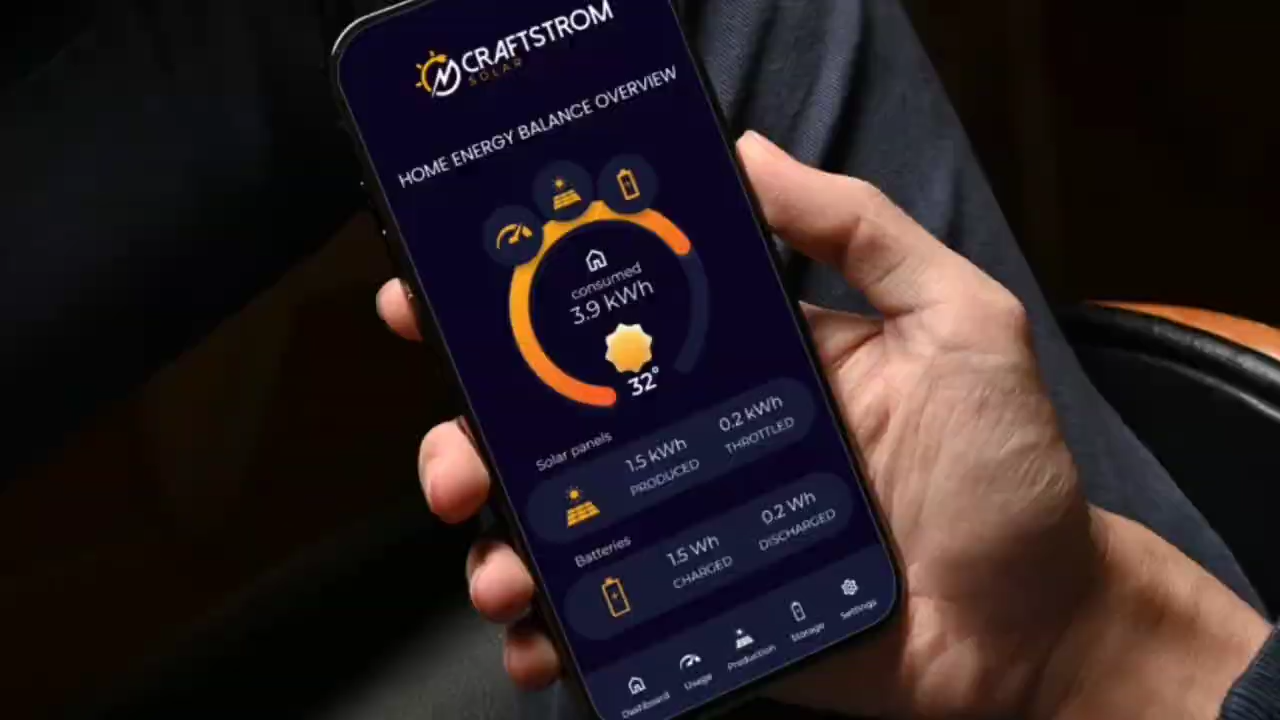 CRAFTSTROM
SOLAR
HOME ENERGY BALANCE OVERVIEW
consumed
3.9 kWh
32°
Solar panels
1.5 kWh
PRODUCED
0.2 kWh
THROTTLED
Batteries
1.5 Wh
CHARGED
0.2 Wh
DISCHARGED
Dashboard
Usage
Production
Storage
Settings